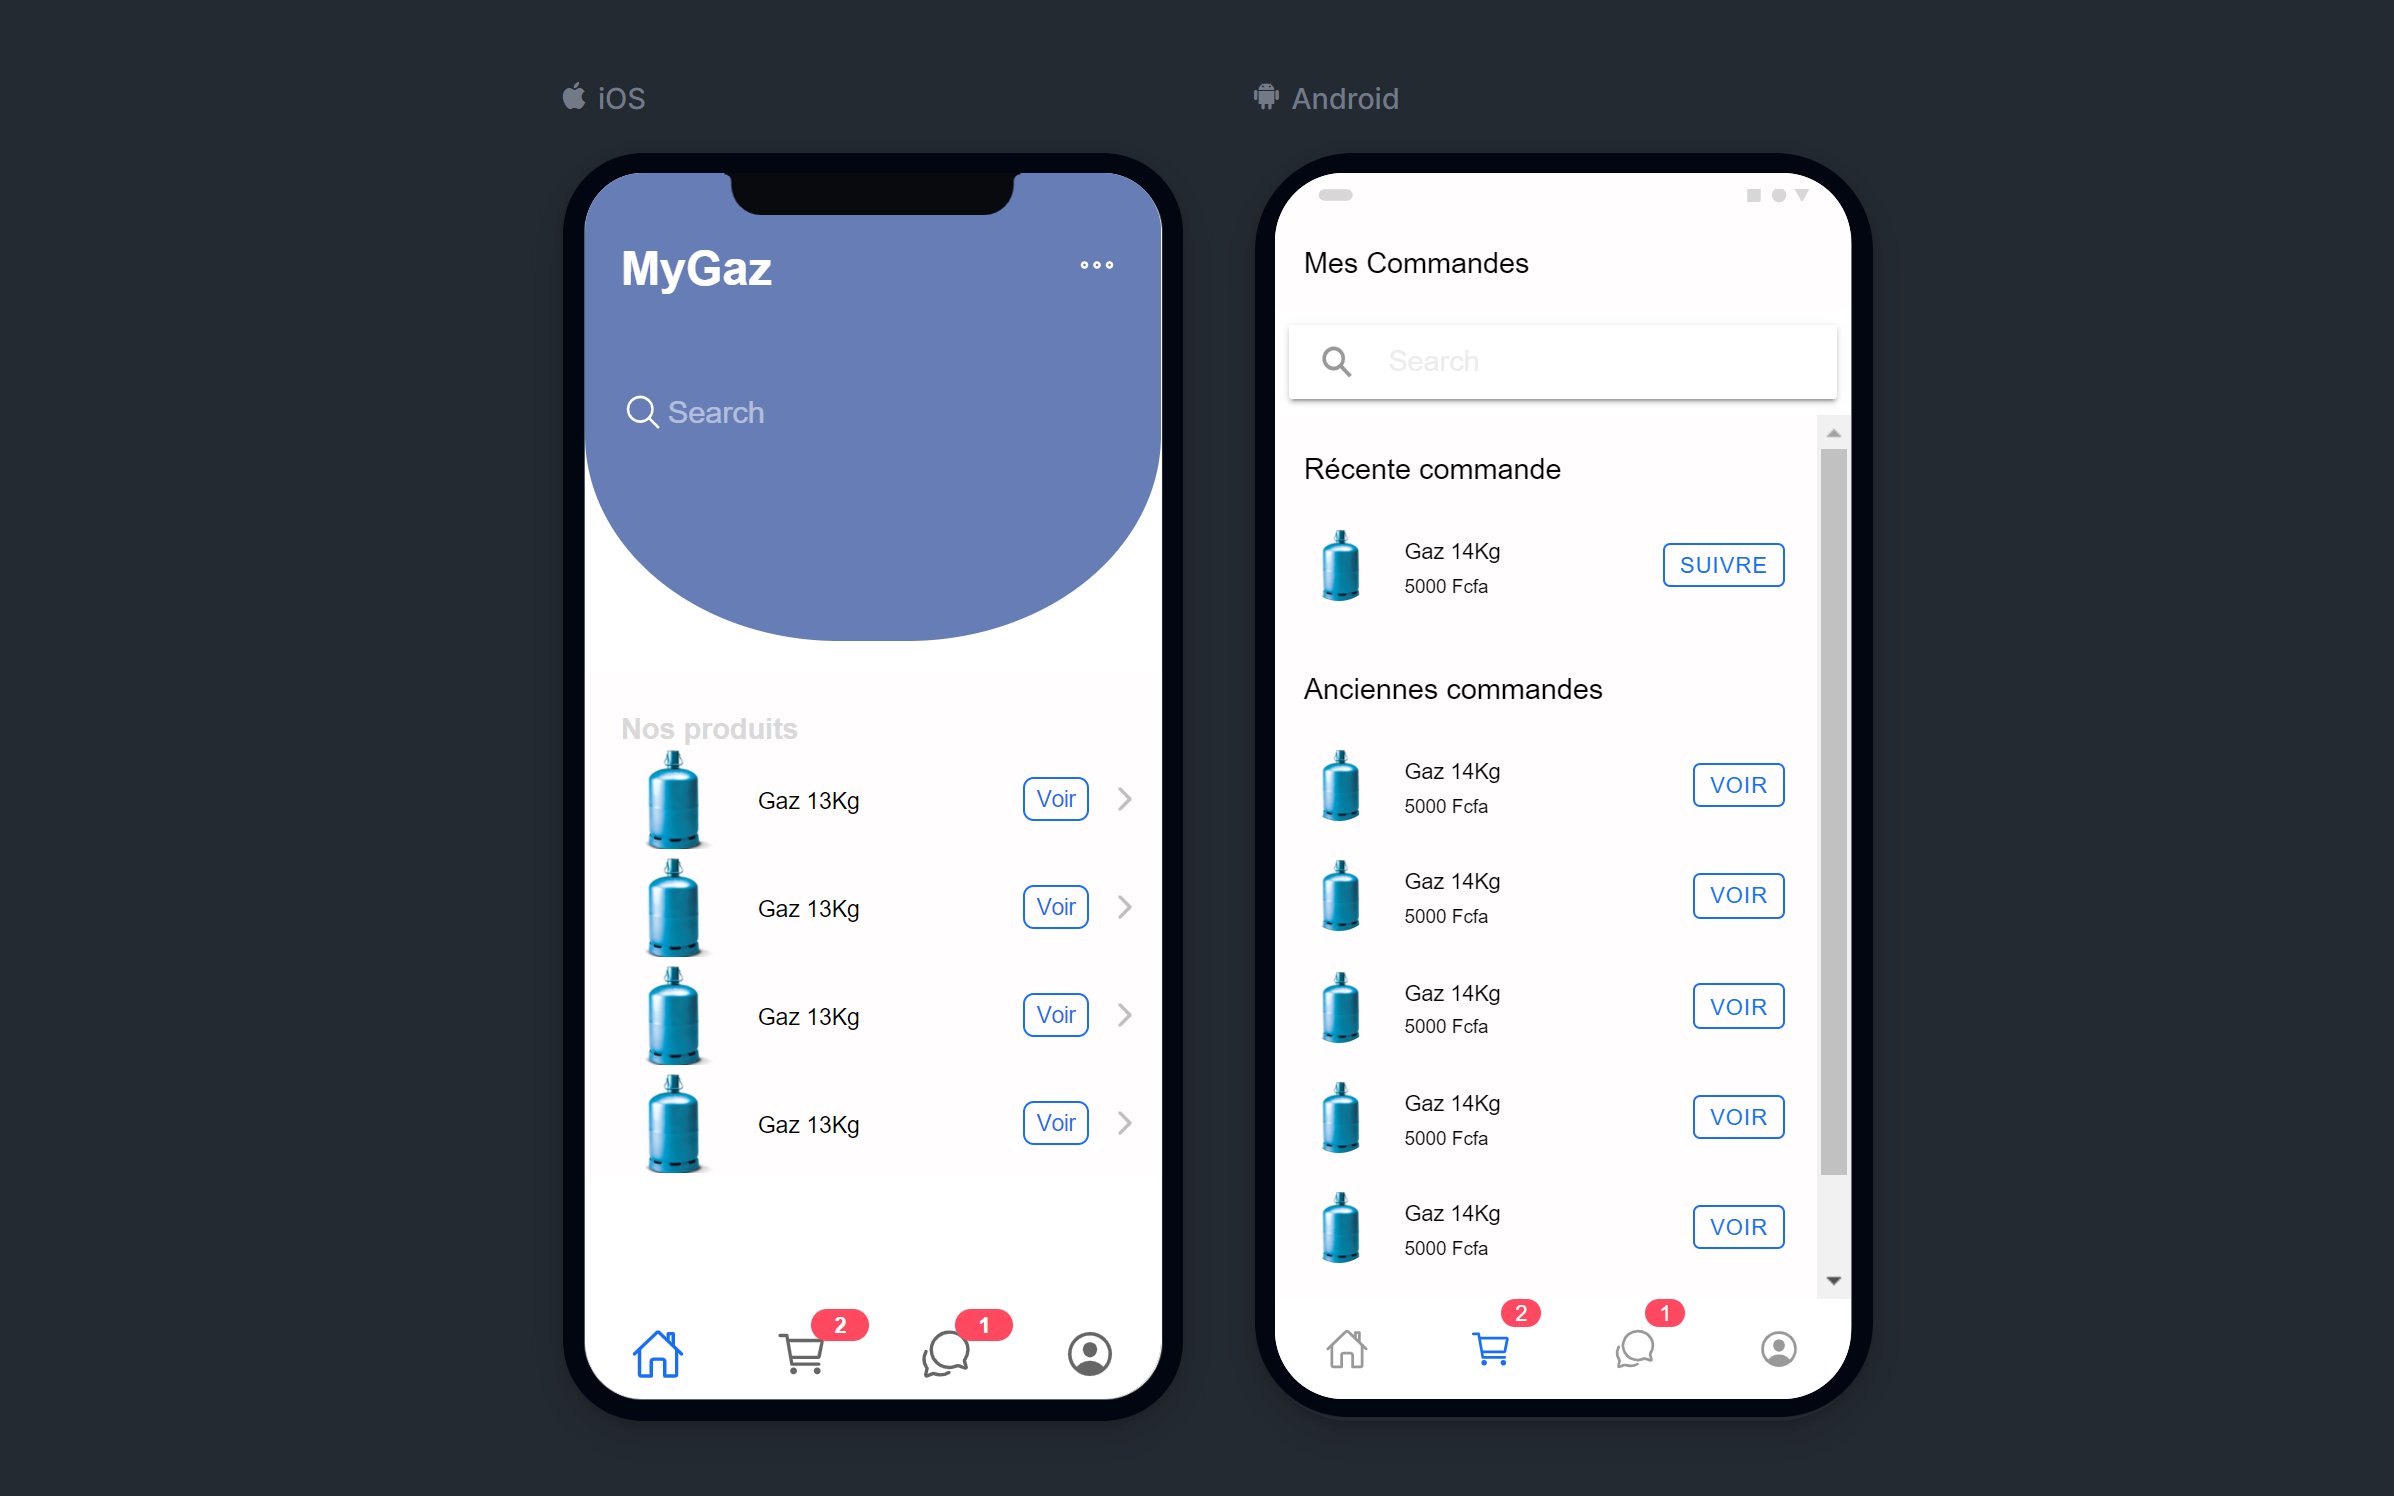 iOS
MyGaz
Search
Nos produits
Gaz 13Kg
Voir
Gaz 13Kg
Voir
Gaz 13Kg
Voir
Gaz 13Kg
Voir
2
1
Android
Mes Commandes
Search
Récente commande
Gaz 14Kg
5000 Fcfa
SUIVRE
Anciennes commandes
Gaz 14Kg
5000 Fcfa
VOIR
Gaz 14Kg
5000 Fcfa
VOIR
Gaz 14Kg
5000 Fcfa
VOIR
Gaz 14Kg
5000 Fcfa
VOIR
Gaz 14Kg
5000 Fcfa
VOIR
2
1